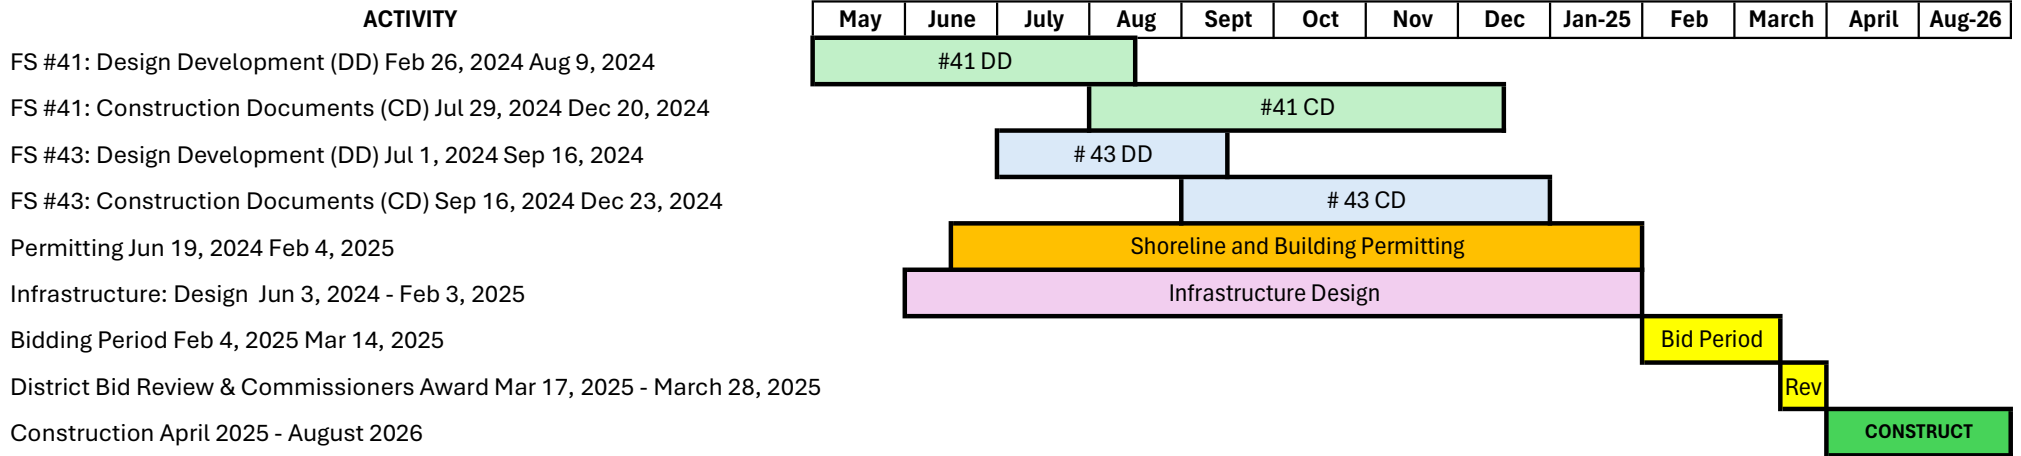 ACTIVITY May June July Aug Sept Oct Nov Dec Jan-25 Feb March April Aug-26
FS #41: Design Development (DD) Feb 26, 2024 Aug 9, 2024 #41 DD
FS #41: Construction Documents (CD) Jul 29, 2024 Dec 20, 2024 #41 CD
FS #43: Design Development (DD) Jul 1, 2024 Sep 16, 2024 # 43 DD
FS #43: Construction Documents (CD) Sep 16, 2024 Dec 23, 2024 # 43 CD
Permitting Jun 19, 2024 Feb 4, 2025 Shoreline and Building Permitting
Infrastructure: Design  Jun 3, 2024 - Feb 3, 2025 Infrastructure Design
Bidding Period Feb 4, 2025 Mar 14, 2025 Bid Period
District Bid Review & Commissioners Award Mar 17, 2025 - March 28, 2025 Rev
Construction April 2025 - August 2026 CONSTRUCT